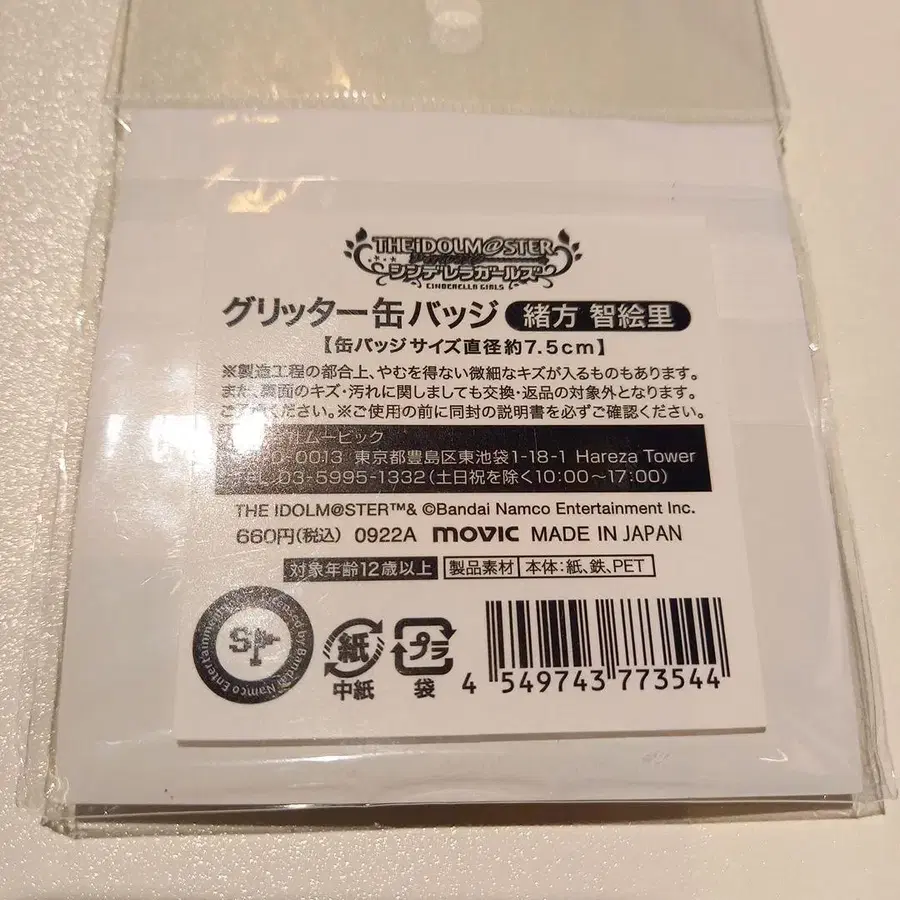 THE iDOLM@STER
シンデレラガールズ
CINDERELLA GIRLS
グリッター缶バッジ 緒方 智絵里
【缶バッジサイズ直径約7.5cm】
※製造工程の都合上、やむを得ない微細なキズが入るものもあります。
また、裏面のキズ・汚れに関しましても交換・返品の対象外となります。
ご了承ください。※ご使用の前に同封の説明書を必ずご確認ください。
ムービック
0013 東京都豊島区東池袋1-18-1 Hareza Tower
TEL 03-5995-1332(土日祝を除く10:00~17:00)
THE IDOLM@STER™& ©Bandai Namco Entertainment Inc.
660円(税込) 0922A movic MADE IN JAPAN
対象年齢12歳以上 製品素材 本体:紙、鉄、PET
Licensed by Bandai Namco Entertainment
紙 プラ
中紙 袋
4 549743 773544